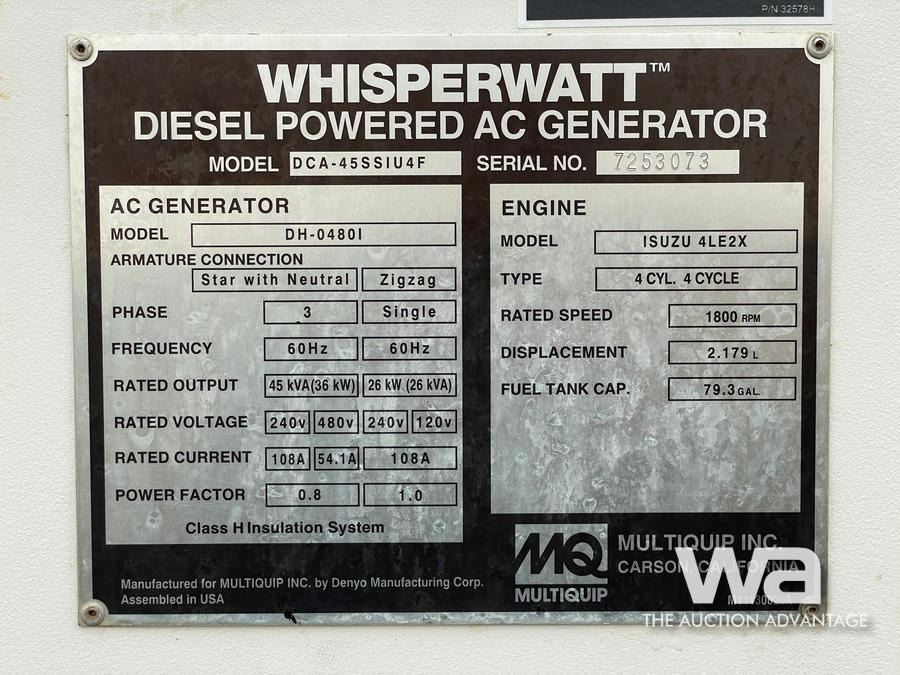 P/N 32578H
WHISPERWATT™
DIESEL POWERED AC GENERATOR
MODEL DCA-45SSIU4F SERIAL NO. 7253073
AC GENERATOR
MODEL DH-0480I
ARMATURE CONNECTION
Star with Neutral Zigzag
PHASE 3 Single
FREQUENCY 60Hz 60Hz
RATED OUTPUT 45 kVA(36 kW) 26 kW (26 kVA)
RATED VOLTAGE 240v 480v 240v 120v
RATED CURRENT 108A 54.1A 108A
POWER FACTOR 0.8 1.0
Class H Insulation System
ENGINE
MODEL ISUZU 4LE2X
TYPE 4 CYL. 4 CYCLE
RATED SPEED 1800 RPM
DISPLACEMENT 2.179 L
FUEL TANK CAP. 79.3 GAL.
Manufactured for MULTIQUIP INC. by Denyo Manufacturing Corp.
Assembled in USA
MQ
MULTIQUIP
MULTIQUIP INC.
CARSON, CALIFORNIA
wa
THE AUCTION ADVANTAGE